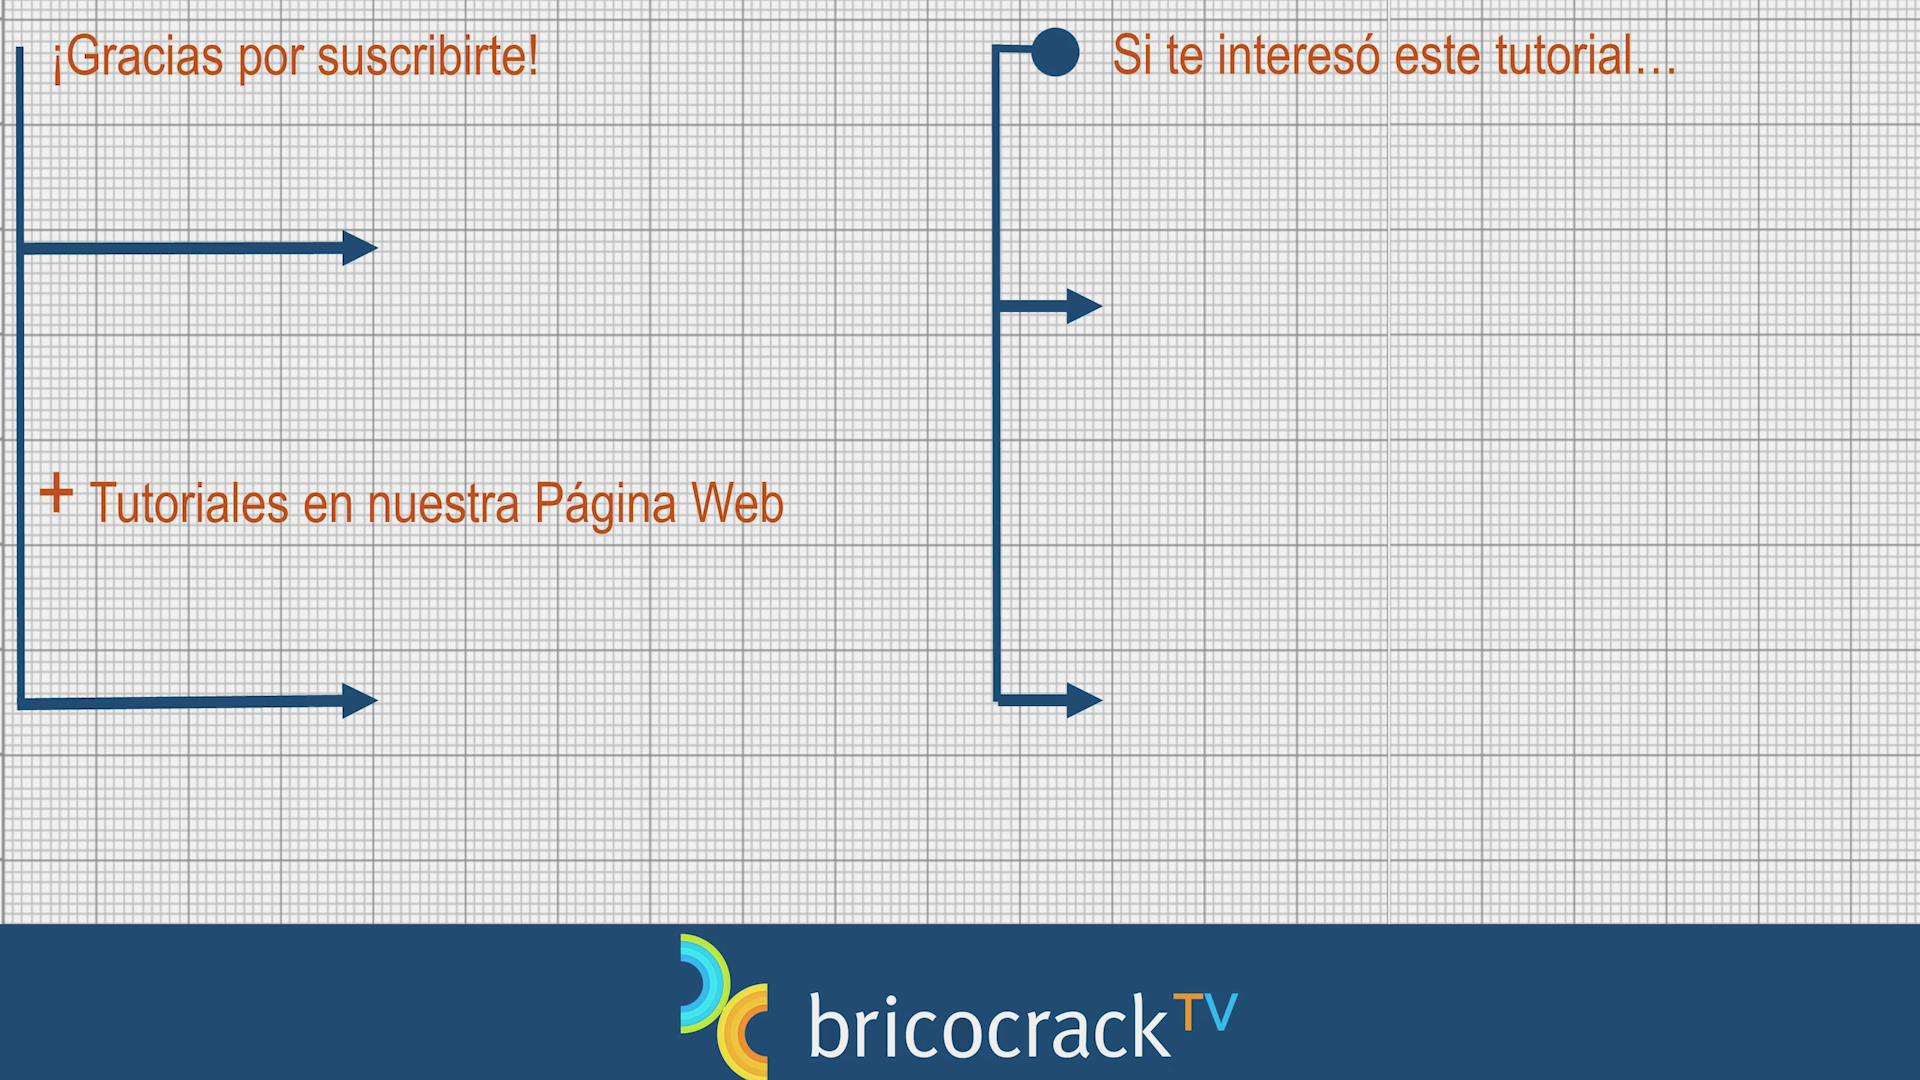 ¡Gracias por suscribirte!
Si te interesó este tutorial...
+ Tutoriales en nuestra Página Web
bricocrackTV